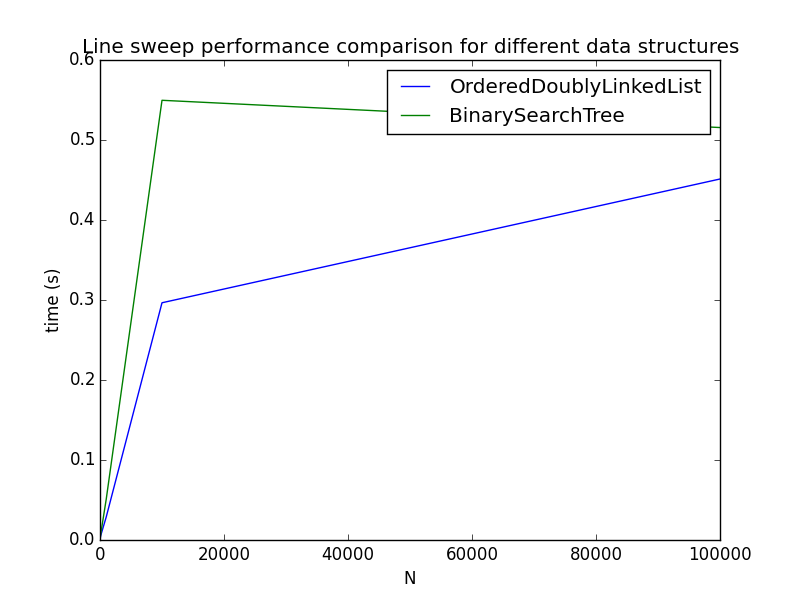 Line sweep performance comparison for different data structures
OrderedDoublyLinkedList
BinarySearchTree
0.6
0.5
0.4
0.3
0.2
0.1
0.0
time (s)
0 20000 40000 60000 80000 100000
N